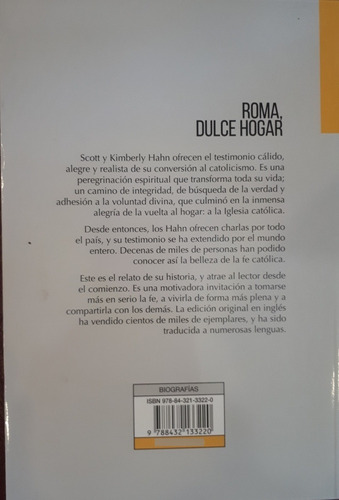 ROMA,
DULCE HOGAR
Scott y Kimberly Hahn ofrecen el testimonio cálido,
alegre y realista de su conversión al catolicismo. Es una
peregrinación espiritual que transforma toda su vida;
un camino de integridad, de búsqueda de la verdad y
adhesión a la voluntad divina, que culminó en la inmensa
alegría de la vuelta al hogar: a la Iglesia católica.
Desde entonces, los Hahn ofrecen charlas por todo
el país, y su testimonio se ha extendido por el mundo
entero. Decenas de miles de personas han podido
conocer así la belleza de la fe católica.
Este es el relato de su historia, y atrae al lector desde
el comienzo. Es una motivadora invitación a tomarse
más en serio la fe, a vivirla de forma más plena y a
compartirla con los demás. La edición original en inglés
ha vendido cientos de miles de ejemplares, y ha sido
traducida a numerosas lenguas.
BIOGRAFÍAS
ISBN 978-84-321-3322-0
9 788432 133220